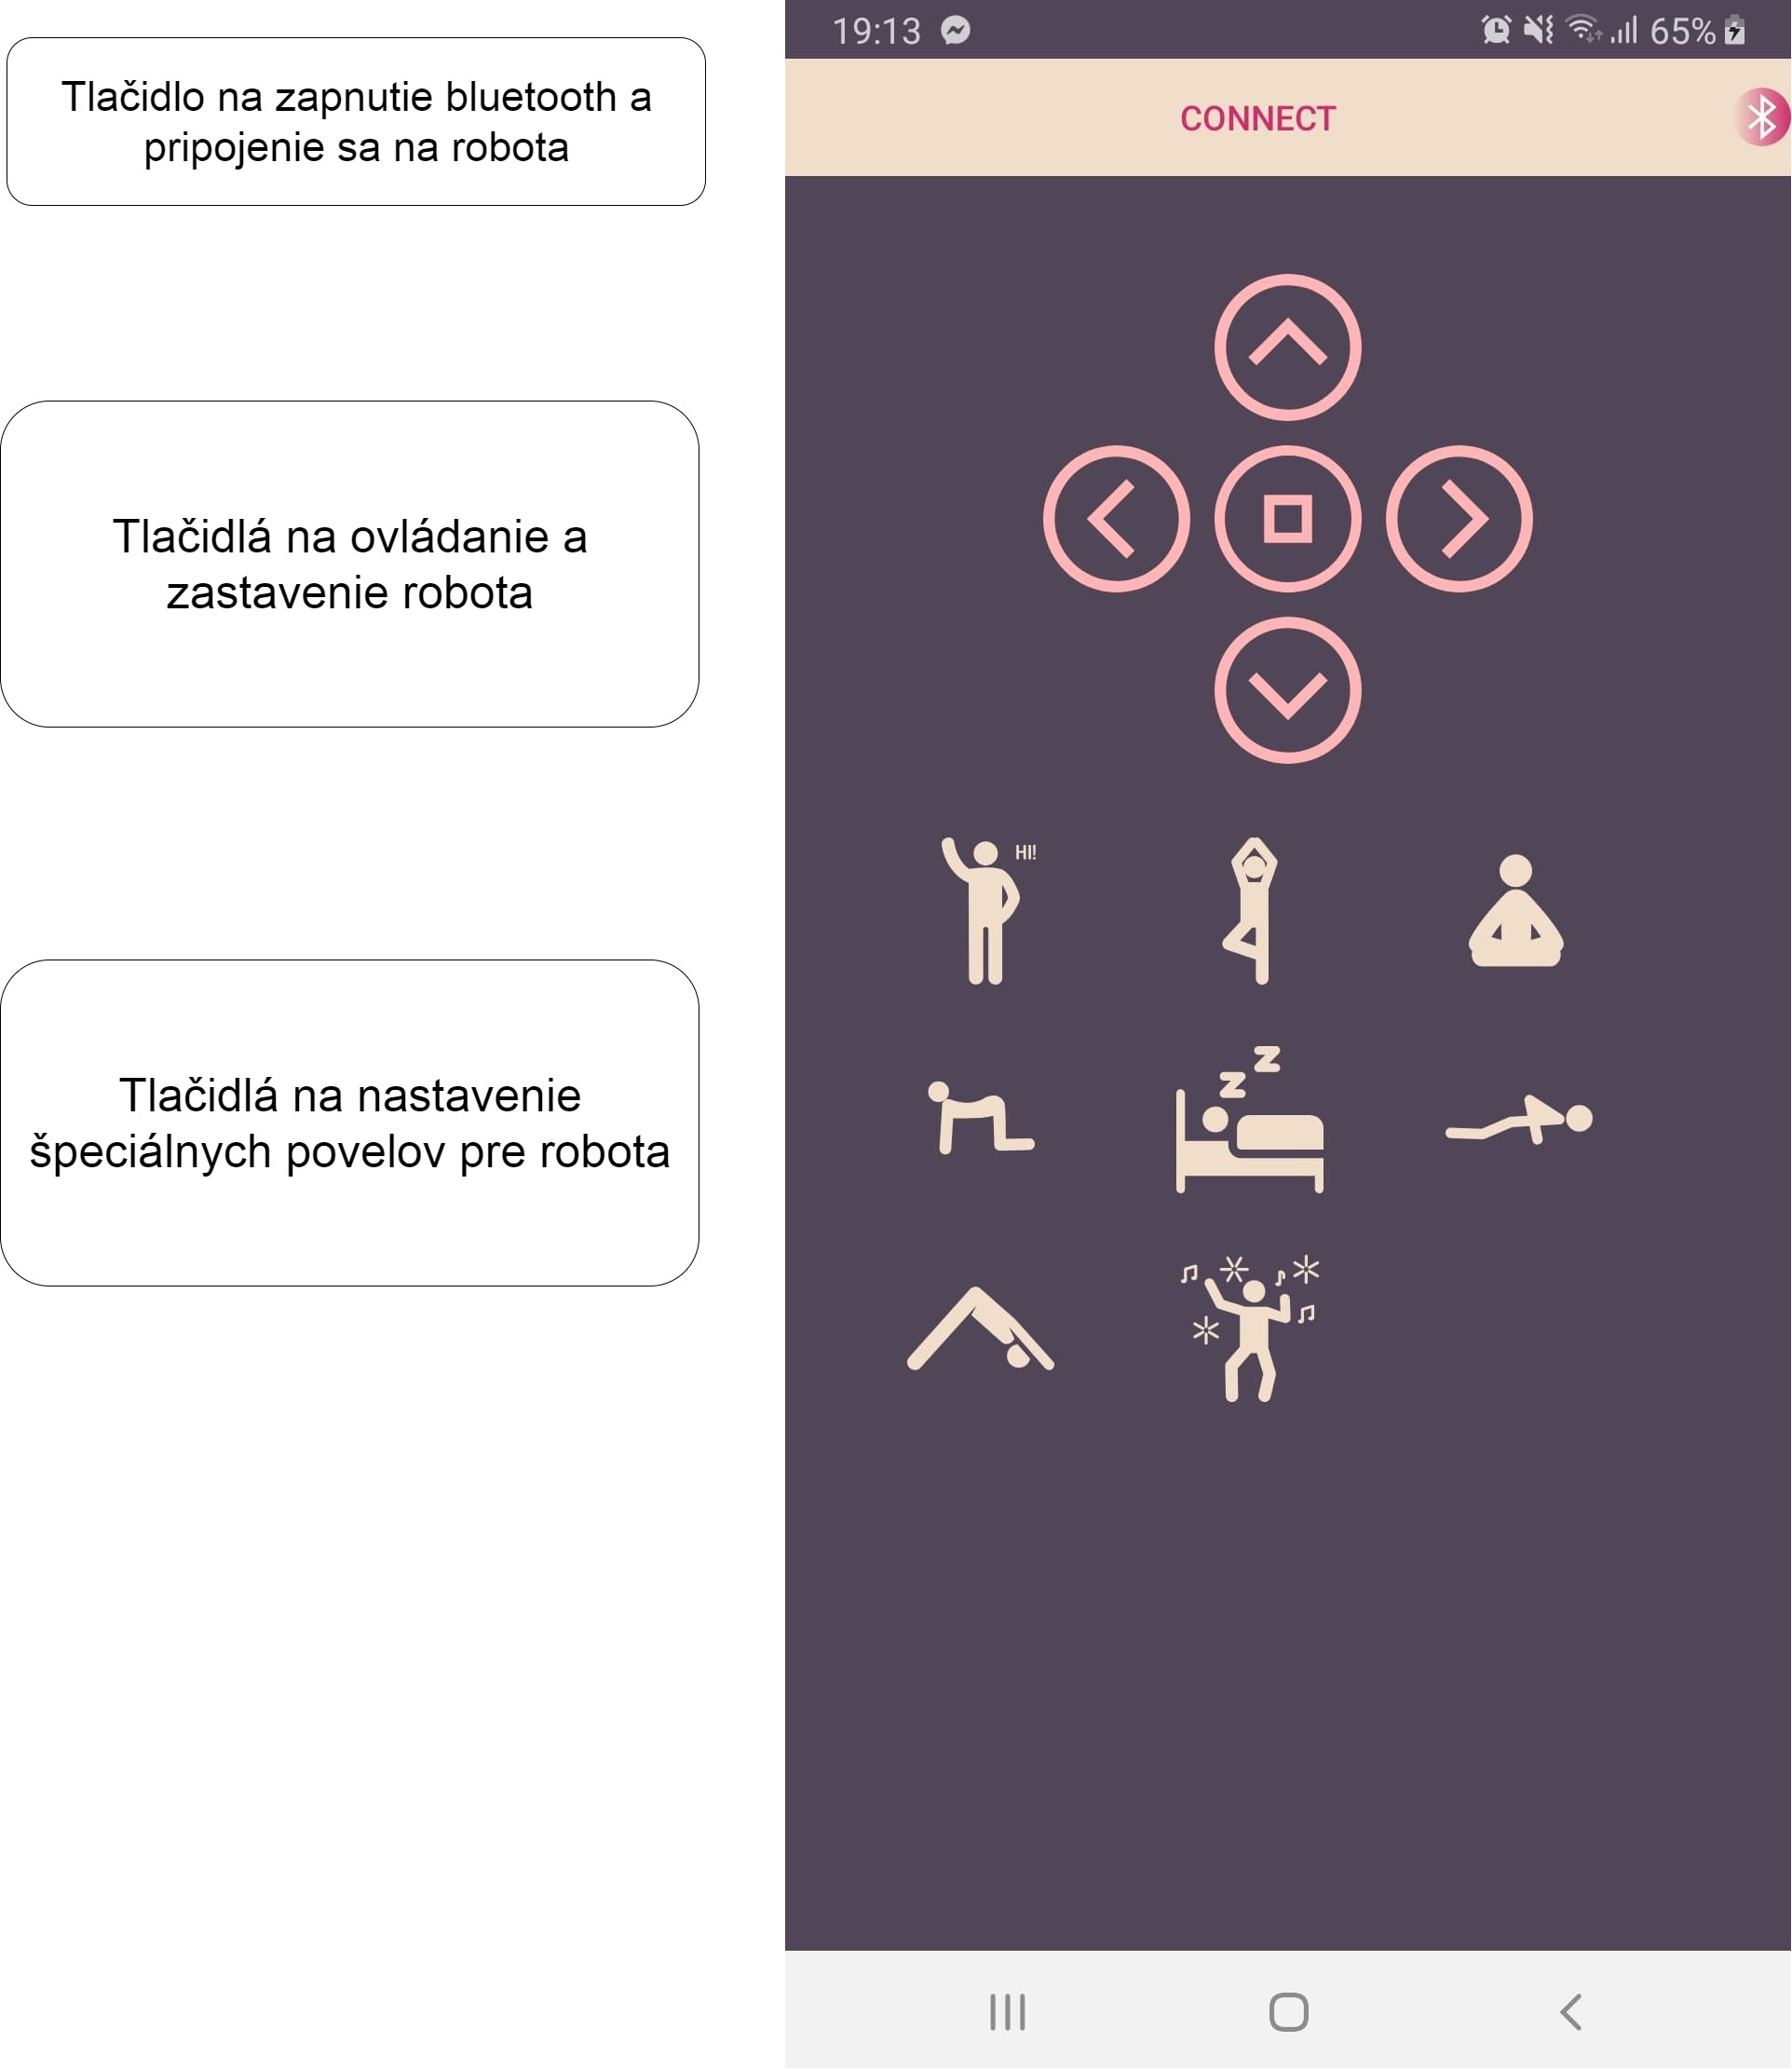 Tlačidlo na zapnutie bluetooth a
pripojenie sa na robota
Tlačidlá na ovládanie a
zastavenie robota
Tlačidlá na nastavenie
špeciálnych povelov pre robota
19:13
65%
CONNECT
HI!
z
z